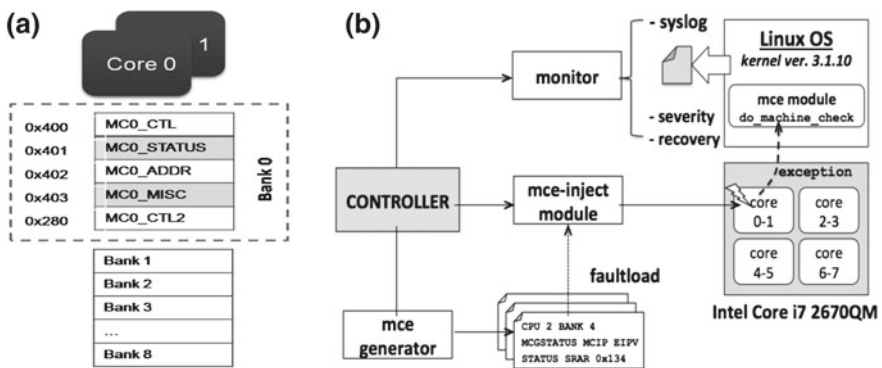 (a)
1
Core 0
0x400 MC0_CTL
0x401 MC0_STATUS
0x402 MC0_ADDR
0x403 MC0_MISC
0x280 MC0_CTL2
Bank 0
Bank 1
Bank 2
Bank 3
...
Bank 8
(b)
CONTROLLER
monitor
- syslog
- severity
- recovery
Linux OS
kernel ver. 3.1.10
mce module
do_machine_check
mce-inject
module
exception
core
0-1
core
2-3
core
4-5
core
6-7
Intel Core i7 2670QM
mce
generator
faultload
CPU 2 BANK 4
MCGSTATUS MCIP EIPV
STATUS SRAR 0x134